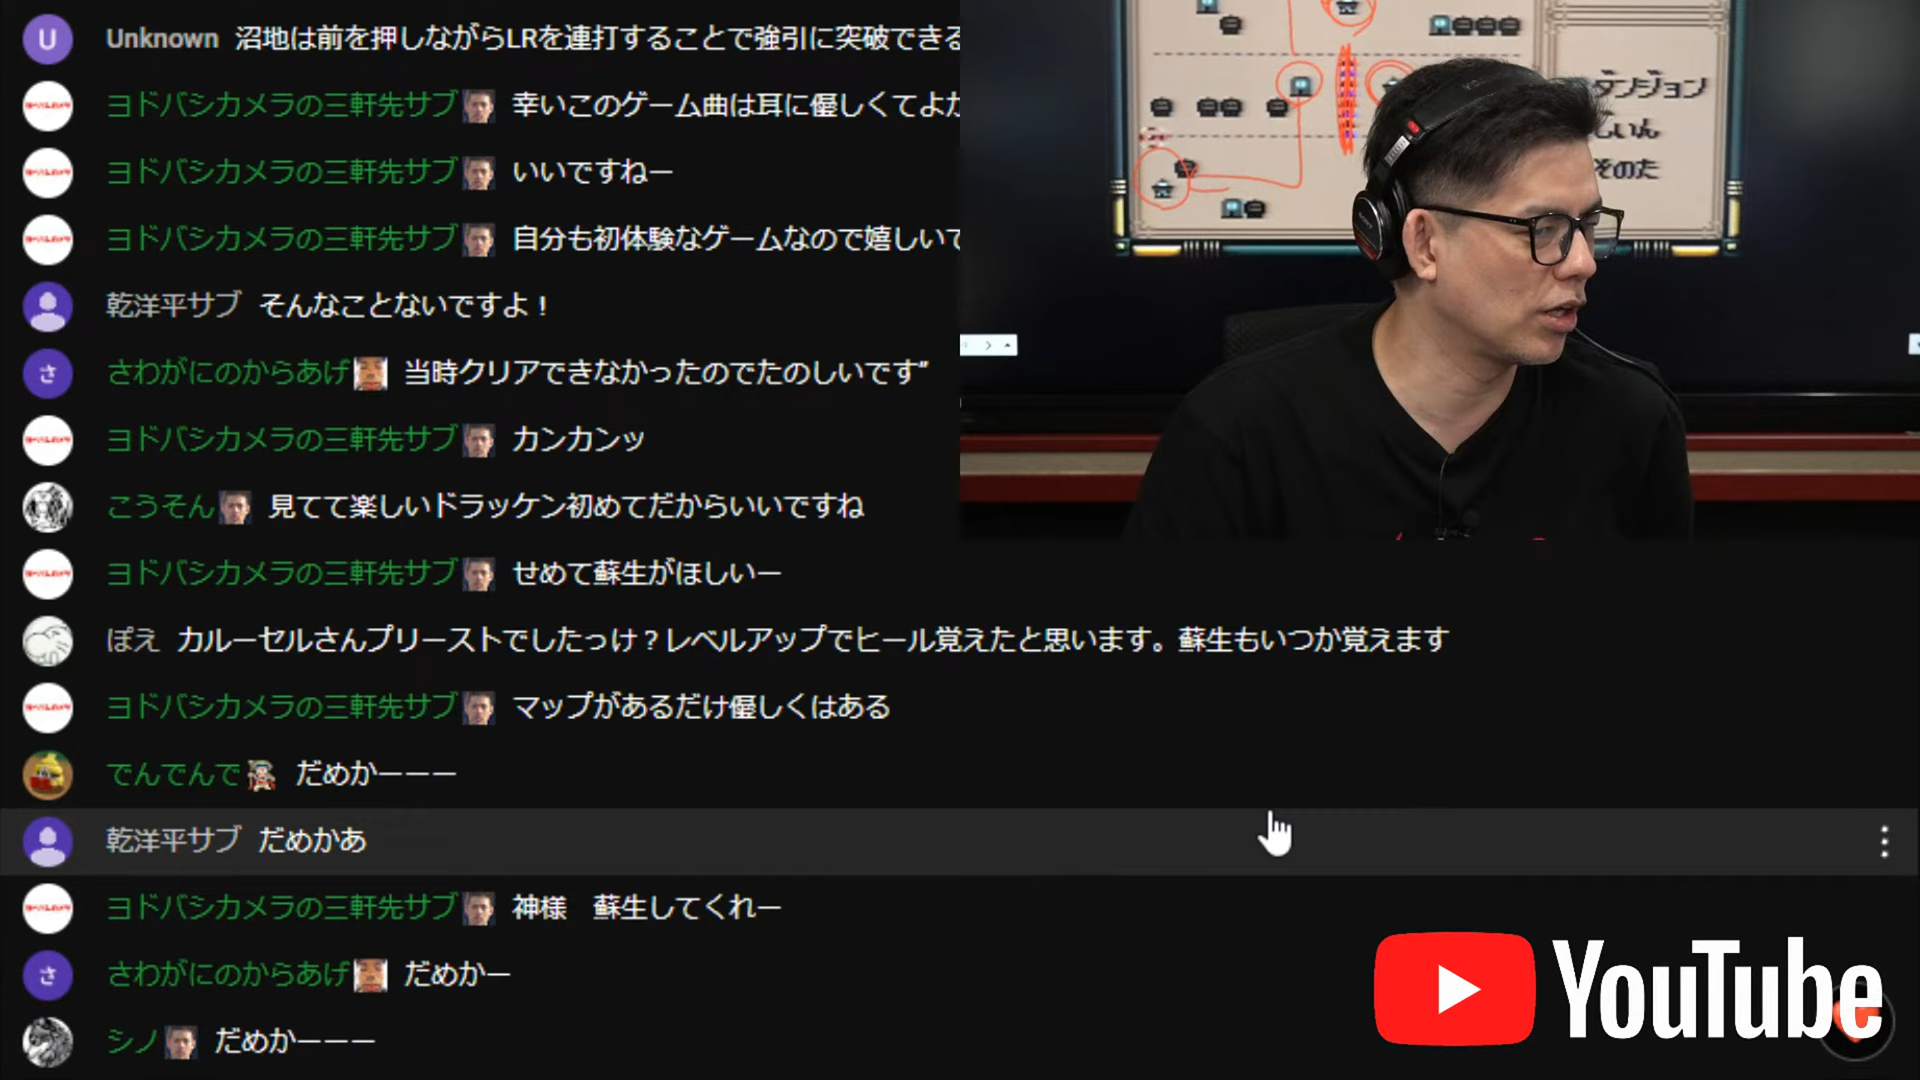 Unknown 沼地は前を押しながらLRを連打することで強引に突破できる
ヨドバシカメラの三軒先サブ 幸いこのゲーム曲は耳に優しくてよか
ヨドバシカメラの三軒先サブ いいですねー
ヨドバシカメラの三軒先サブ 自分も初体験なゲームなので嬉しいで
乾洋平サブ そんなことないですよ！
さ さわがにのからあげ 当時クリアできなかったのでたのしいです”
ヨドバシカメラの三軒先サブ カンカンッ
こうそん 見てて楽しいドラッケン初めてだからいいですね
ヨドバシカメラの三軒先サブ せめて蘇生がほしいー
ぽえ カルーセルさんプリーストでしたっけ？レベルアップでヒール覚えたと思います。蘇生もいつか覚えます
ヨドバシカメラの三軒先サブ マップがあるだけ優しくはある
でんでんで だめかーーー
乾洋平サブ だめかあ
ヨドバシカメラの三軒先サブ 神様　蘇生してくれー
さ さわがにのからあげ だめかー
シノ だめかーーー
U
ダンジョン
しいん
そのた
SONY
YouTube